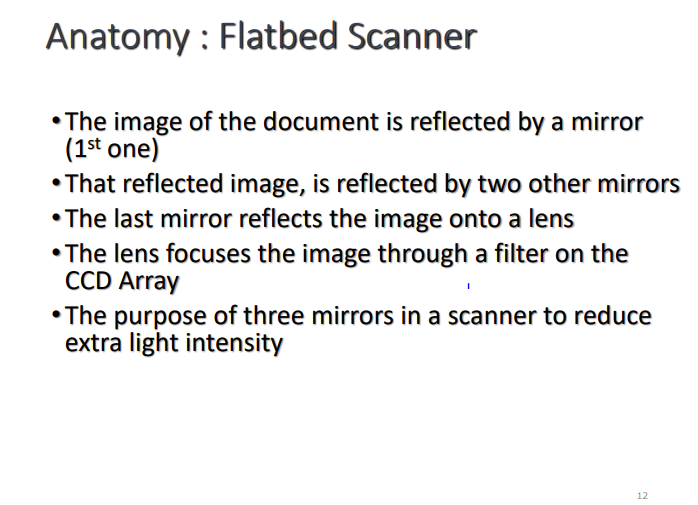 Anatomy : Flatbed Scanner
•The image of the document is reflected by a mirror
(1st one)
•That reflected image, is reflected by two other mirrors
•The last mirror reflects the image onto a lens
•The lens focuses the image through a filter on the
CCD Array
•The purpose of three mirrors in a scanner to reduce
extra light intensity
12